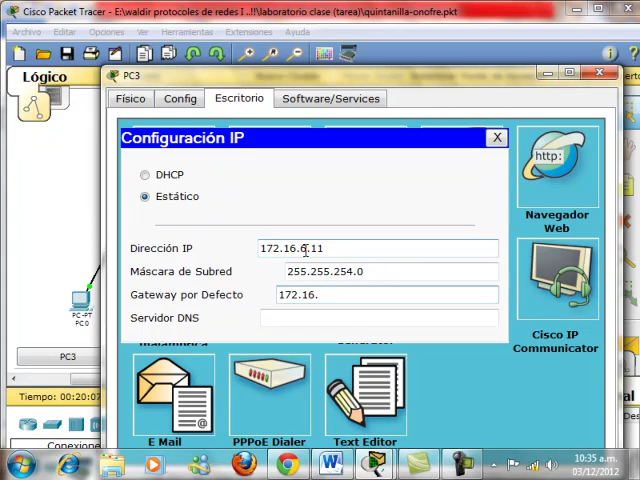 Cisco Packet Tracer - E:\waldir protocoles de redes I ..!!\laboratorio clase (tarea)\quintanilla-onofre.pkt
Archivo Editar Opciones Ver Herramientas Extensiones Ayuda
Lógico
PC3
Físico Config Escritorio Software/Services
Configuración IP
X
DHCP
Estático
Dirección IP 172.16.6.11
Máscara de Subred 255.255.254.0
Gateway por Defecto 172.16.
Servidor DNS
http:
Navegador Web
Cisco IP Communicator
E Mail
PPPoE Dialer
Text Editor
PC-PT
PC0
PC3
Tiempo: 00:20:07
Conexiones
10:35 a.m.
03/12/2012